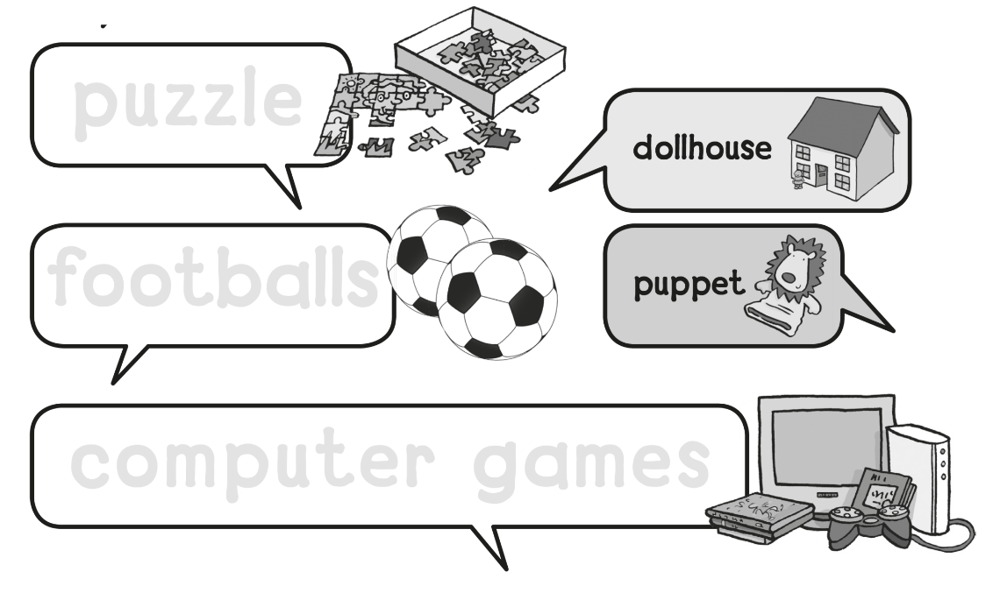 puzzle
dollhouse
footballs
puppet
computer games